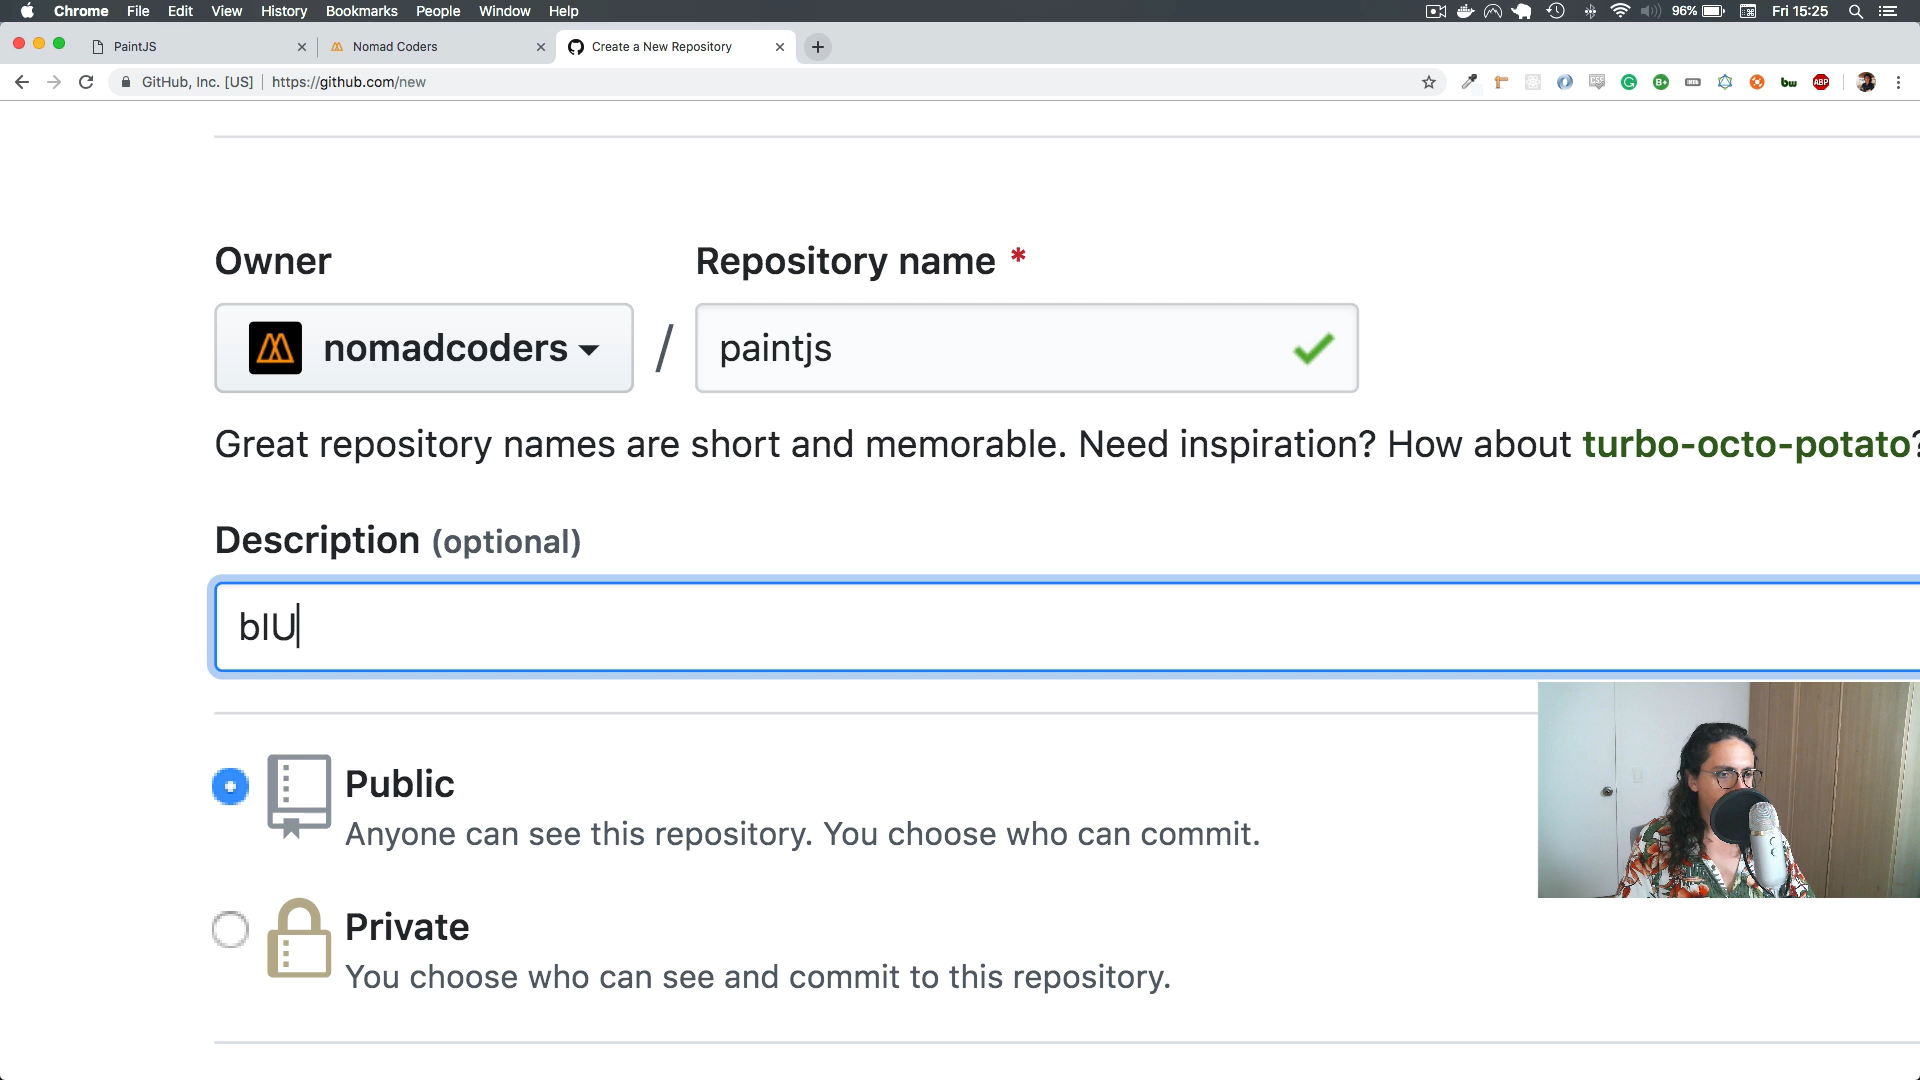 Chrome File Edit View History Bookmarks People Window Help 96% Fri 15:25
PaintJS Nomad Coders Create a New Repository
GitHub, Inc. [US] https://github.com/new
Owner Repository name *
nomadcoders / paintjs
Great repository names are short and memorable. Need inspiration? How about turbo-octo-potato?
Description (optional)
bIU
Public
Anyone can see this repository. You choose who can commit.
Private
You choose who can see and commit to this repository.